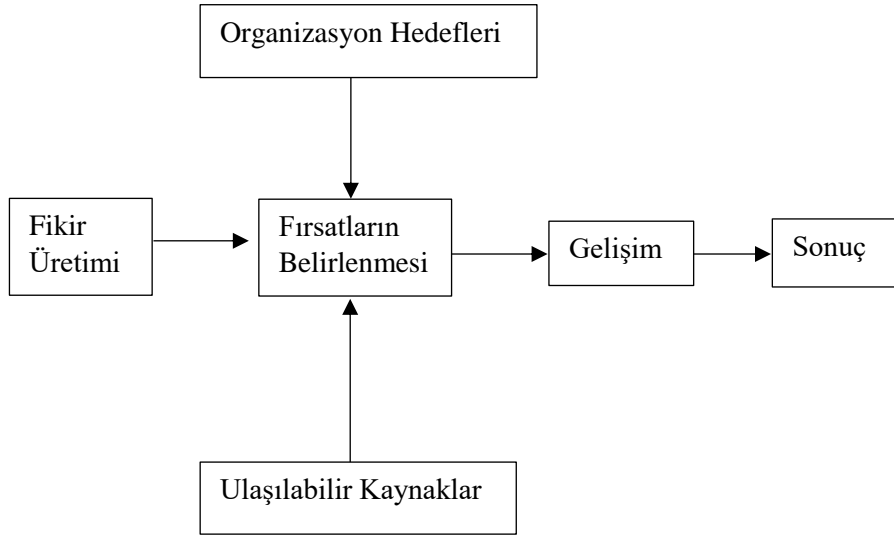 Organizasyon Hedefleri
Fikir
Üretimi
Fırsatların
Belirlenmesi
Gelişim
Sonuç
Ulaşılabilir Kaynaklar